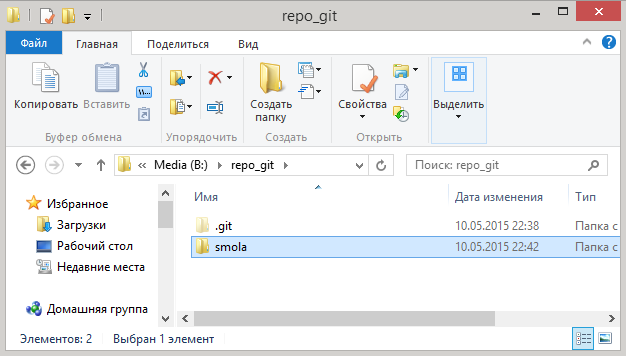 repo_git
Файл Главная Поделиться Вид
Копировать Вставить Создать папку Свойства Выделить
Буфер обмена Упорядочить Создать Открыть
« Media (B:) repo_git Поиск: repo_git
Имя Дата изменения Тип
Избранное
.git 10.05.2015 22:38 Папка с
Загрузки
smola 10.05.2015 22:42 Папка с
Рабочий стол
Недавние места
Домашняя группа
Элементов: 2 Выбран 1 элемент